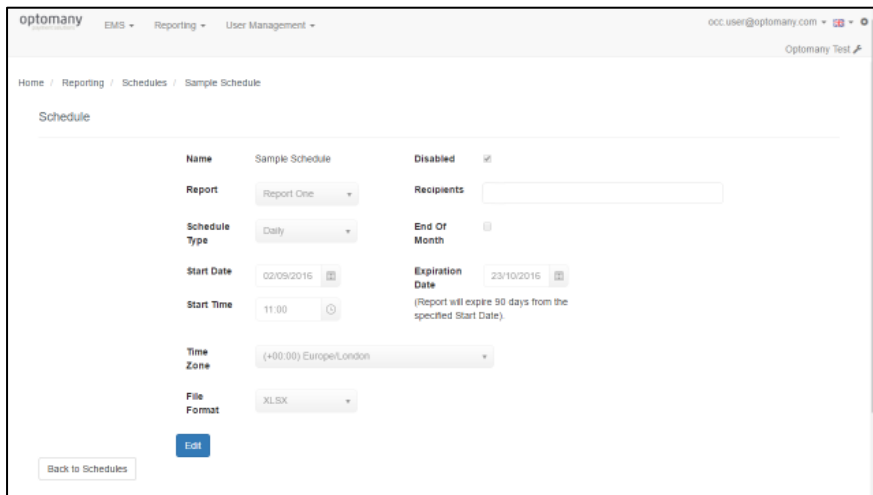 optomany
EMS
Reporting
User Management
occ.user@optomany.com
Optomany Test
Home / Reporting / Schedules / Sample Schedule
Schedule
Name Sample Schedule Disabled
Report Report One Recipients
Schedule Type Daily End Of Month
Start Date 02/09/2016 Expiration Date 23/10/2016
Start Time 11:00 (Report will expire 90 days from the
specified Start Date).
Time Zone (+00:00) Europe/London
File Format XLSX
Edit
Back to Schedules